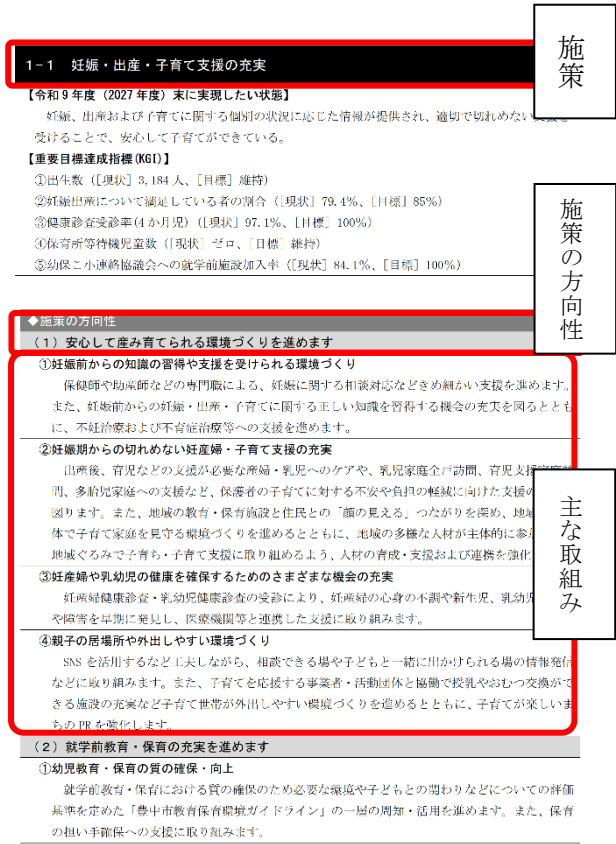 施策
1-1 妊娠・出産・子育て支援の充実
【令和9年度（2027年度）末に実現したい状態】
妊娠、出産および子育てに関する個別の状況に応じた情報が提供され、適切で切れめない
受けることで、安心して子育てができている。
【重要目標達成指標(KGI)】
①出生数（[現状] 3,184人、[目標] 維持）
②妊娠出産について満足している者の割合（[現状] 79.4%、[目標] 85%）
③健康診査受診率(4か月児)（[現状] 97.1%、[目標] 100%）
④保育所等待機児童数（[現状] ゼロ、[目標] 維持）
⑤幼保こ小連絡協議会への就学前施設加入率（[現状] 84.1%、[目標] 100%）
施策の方向性
◆施策の方向性
（1）安心して産み育てられる環境づくりを進めます
①妊娠前からの知識の習得や支援を受けられる環境づくり
保健師や助産師などの専門職による、妊娠に関する相談対応などきめ細かい支援を進めます。
また、妊娠前からの妊娠・出産・子育てに関する正しい知識を習得する機会の充実を図るととも
に、不妊治療および不育症治療等への支援を進めます。
②妊娠期からの切れめない妊産婦・子育て支援の充実
出産後、育児などの支援が必要な産婦・乳児へのケアや、乳児家庭全戸訪問、育児支援
問、多胎児家庭への支援など、保護者の子育てに対する不安や負担の軽減に向けた支援の
図ります。また、地域の教育・保育施設と住民との「顔の見える」つながりを深め、地域
体で子育て家庭を見守る環境づくりを進めるとともに、地域の多様な人材が主体的に
地域ぐるみで子育ち・子育て支援に取り組めるよう、人材の育成・支援および連携を強化
主な取組み
③妊産婦や乳幼児の健康を確保するためのさまざまな機会の充実
妊産婦健康診査・乳幼児健康診査の受診により、妊産婦の心身の不調や新生児、乳幼児
や障害を早期に発見し、医療機関等と連携した支援に取り組みます。
④親子の居場所や外出しやすい環境づくり
SNSを活用するなど工夫しながら、相談できる場や子どもと一緒に出かけられる場の情報発信
などに取り組みます。また、子育てを応援する事業者・活動団体と協働で授乳やおむつ交換がで
きる施設の充実など子育て世帯が外出しやすい環境づくりを進めるとともに、子育てが楽しいま
ちのPRを強化します。
（2）就学前教育・保育の充実を進めます
①幼児教育・保育の質の確保・向上
就学前教育・保育における質の確保のため必要な環境や子どもとの関わりなどについての評価
基準を定めた「豊中市教育保育環境ガイドライン」の一層の周知・活用を進めます。また、保育
の担い手確保への支援に取り組みます。